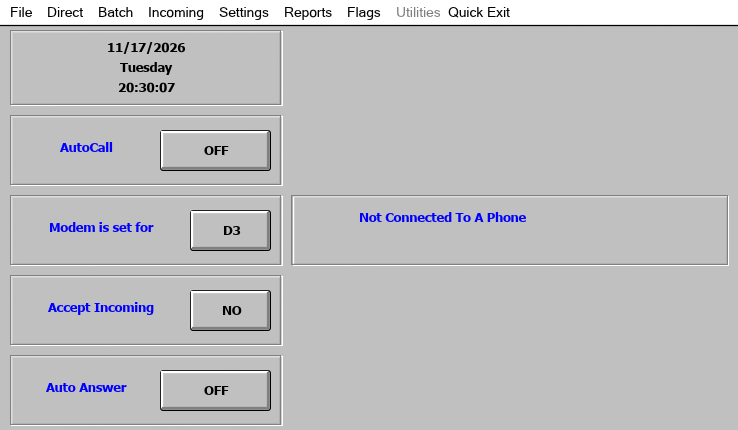 File Direct Batch Incoming Settings Reports Flags Utilities Quick Exit
11/17/2026
Tuesday
20:30:07
AutoCall OFF
Modem is set for D3 Not Connected To A Phone
Accept Incoming NO
Auto Answer OFF